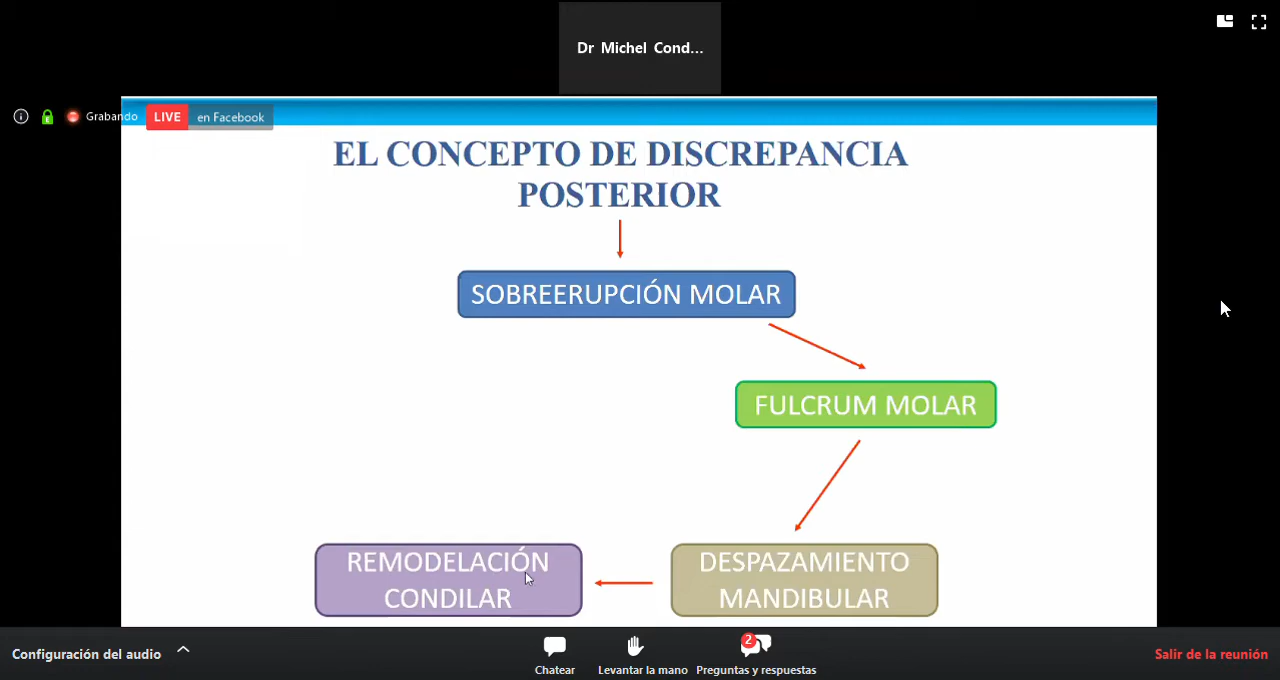 Dr Michel Cond...
Grabando
LIVE en Facebook
EL CONCEPTO DE DISCREPANCIA
POSTERIOR
SOBREERUPCIÓN MOLAR
FULCRUM MOLAR
REMODELACIÓN
CONDILAR
DESPAZAMIENTO
MANDIBULAR
Configuración del audio
Chatear
Levantar la mano
2
Preguntas y respuestas
Salir de la reunión